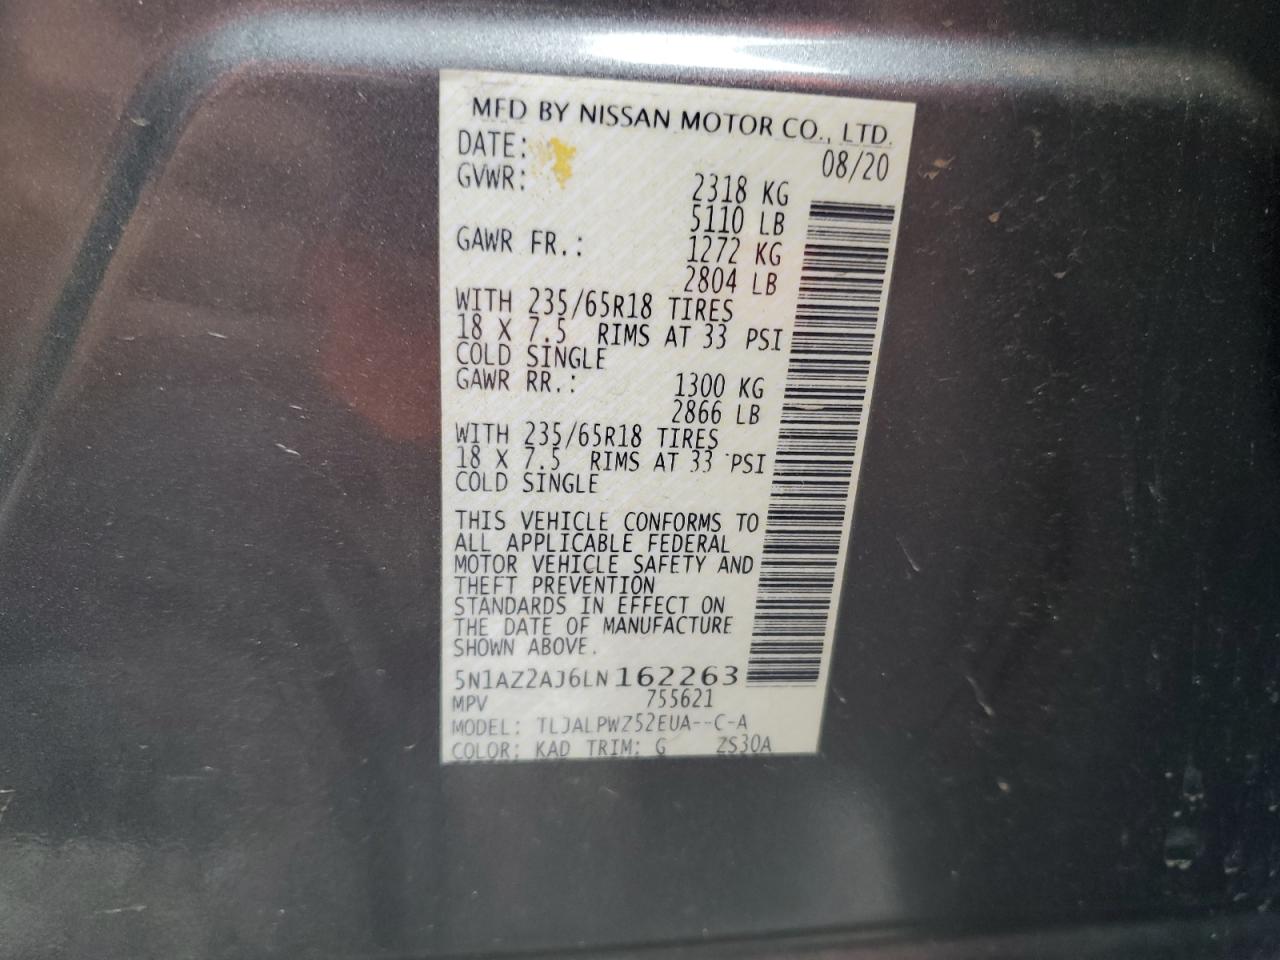 MFD BY NISSAN MOTOR CO., LTD.
DATE: 08/20
GVWR: 2318 KG
5110 LB
GAWR FR.: 1272 KG
2804 LB
WITH 235/65R18 TIRES
18 X 7.5 RIMS AT 33 PSI
COLD SINGLE
GAWR RR.: 1300 KG
2866 LB
WITH 235/65R18 TIRES
18 X 7.5 RIMS AT 33 PSI
COLD SINGLE
THIS VEHICLE CONFORMS TO
ALL APPLICABLE FEDERAL
MOTOR VEHICLE SAFETY AND
THEFT PREVENTION
STANDARDS IN EFFECT ON
THE DATE OF MANUFACTURE
SHOWN ABOVE.
5N1AZ2AJ6LN162263
MPV 755621
MODEL: TLJALPWZ52EUA--C-A
COLOR: KAD TRIM: G ZS30A